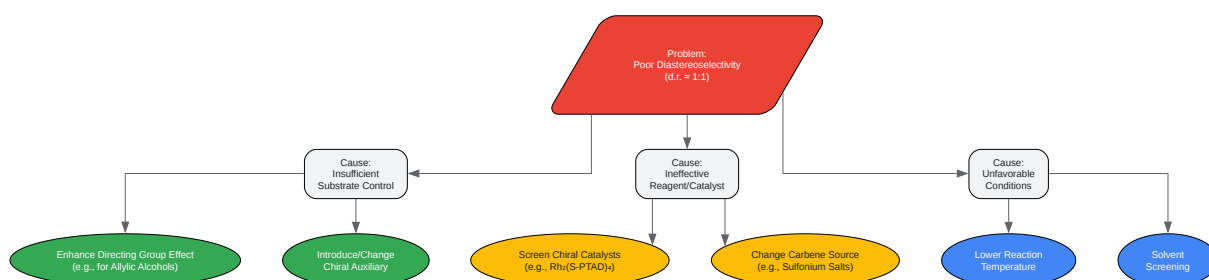 Problem:
Poor Diastereoselectivity
(d.r. ≈ 1:1)
Cause:
Insufficient
Substrate Control
Cause:
Ineffective
Reagent/Catalyst
Cause:
Unfavorable
Conditions
Enhance Directing Group Effect
(e.g., for Allylic Alcohols)
Introduce/Change
Chiral Auxiliary
Screen Chiral Catalysts
(e.g., Rh₂(S-PTAD)₄)
Change Carbene Source
(e.g., Sulfonium Salts)
Lower Reaction
Temperature
Solvent
Screening